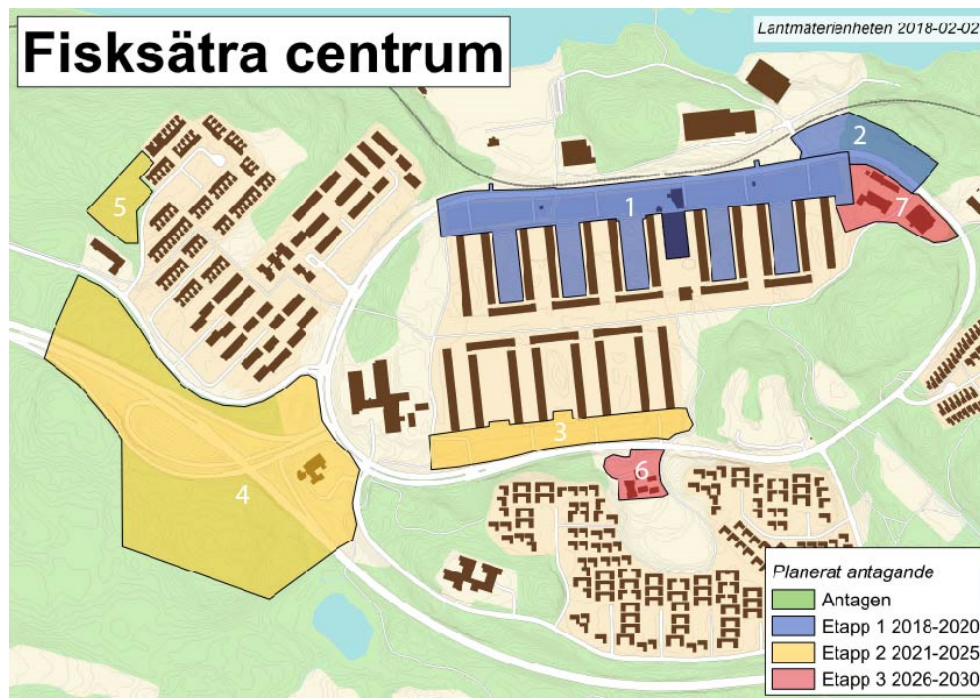 Fisksätra centrum
Lantmäterienheten 2018-02-02
2
5
1
7
3
6
4
Planerat antagande
Antagen
Etapp 1 2018-2020
Etapp 2 2021-2025
Etapp 3 2026-2030